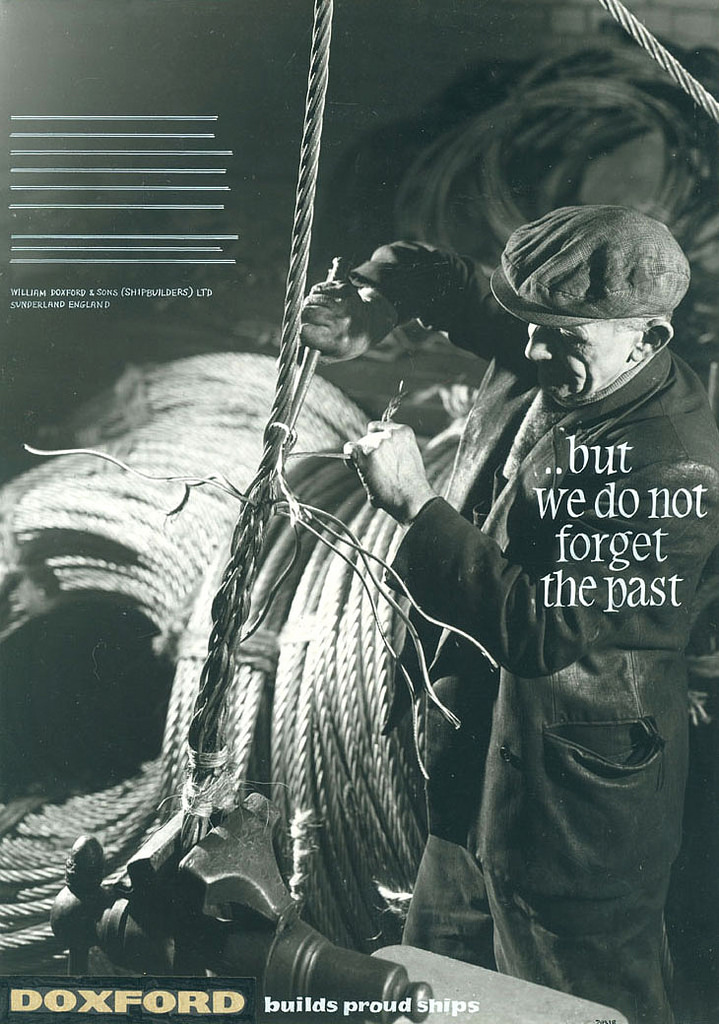 WILLIAM DOXFORD & SONS (SHIPBUILDERS) LTD
SUNDERLAND ENGLAND
...but
we do not
forget
the past
DOXFORD builds proud ships